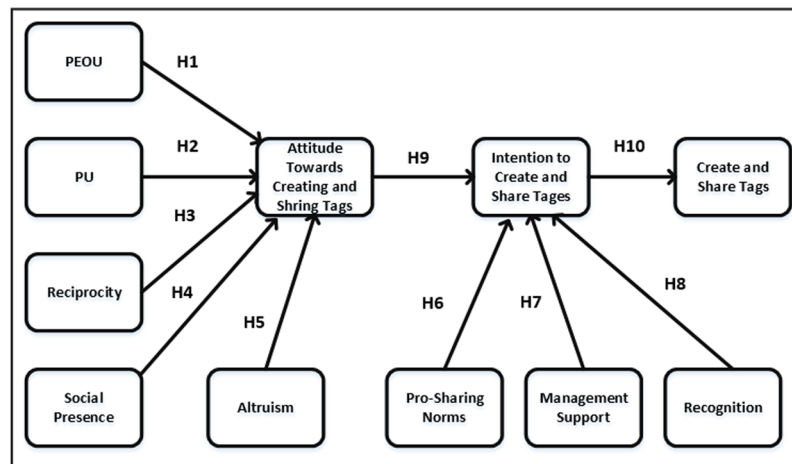 PEOU
H1
PU
H2
Attitude
Towards
Creating and
Shring Tags
H9
Intention to
Create and
Share Tages
H10
Create and
Share Tags
H3
Reciprocity
H4
H5
H6
H7
H8
Social
Presence
Altruism
Pro-Sharing
Norms
Management
Support
Recognition